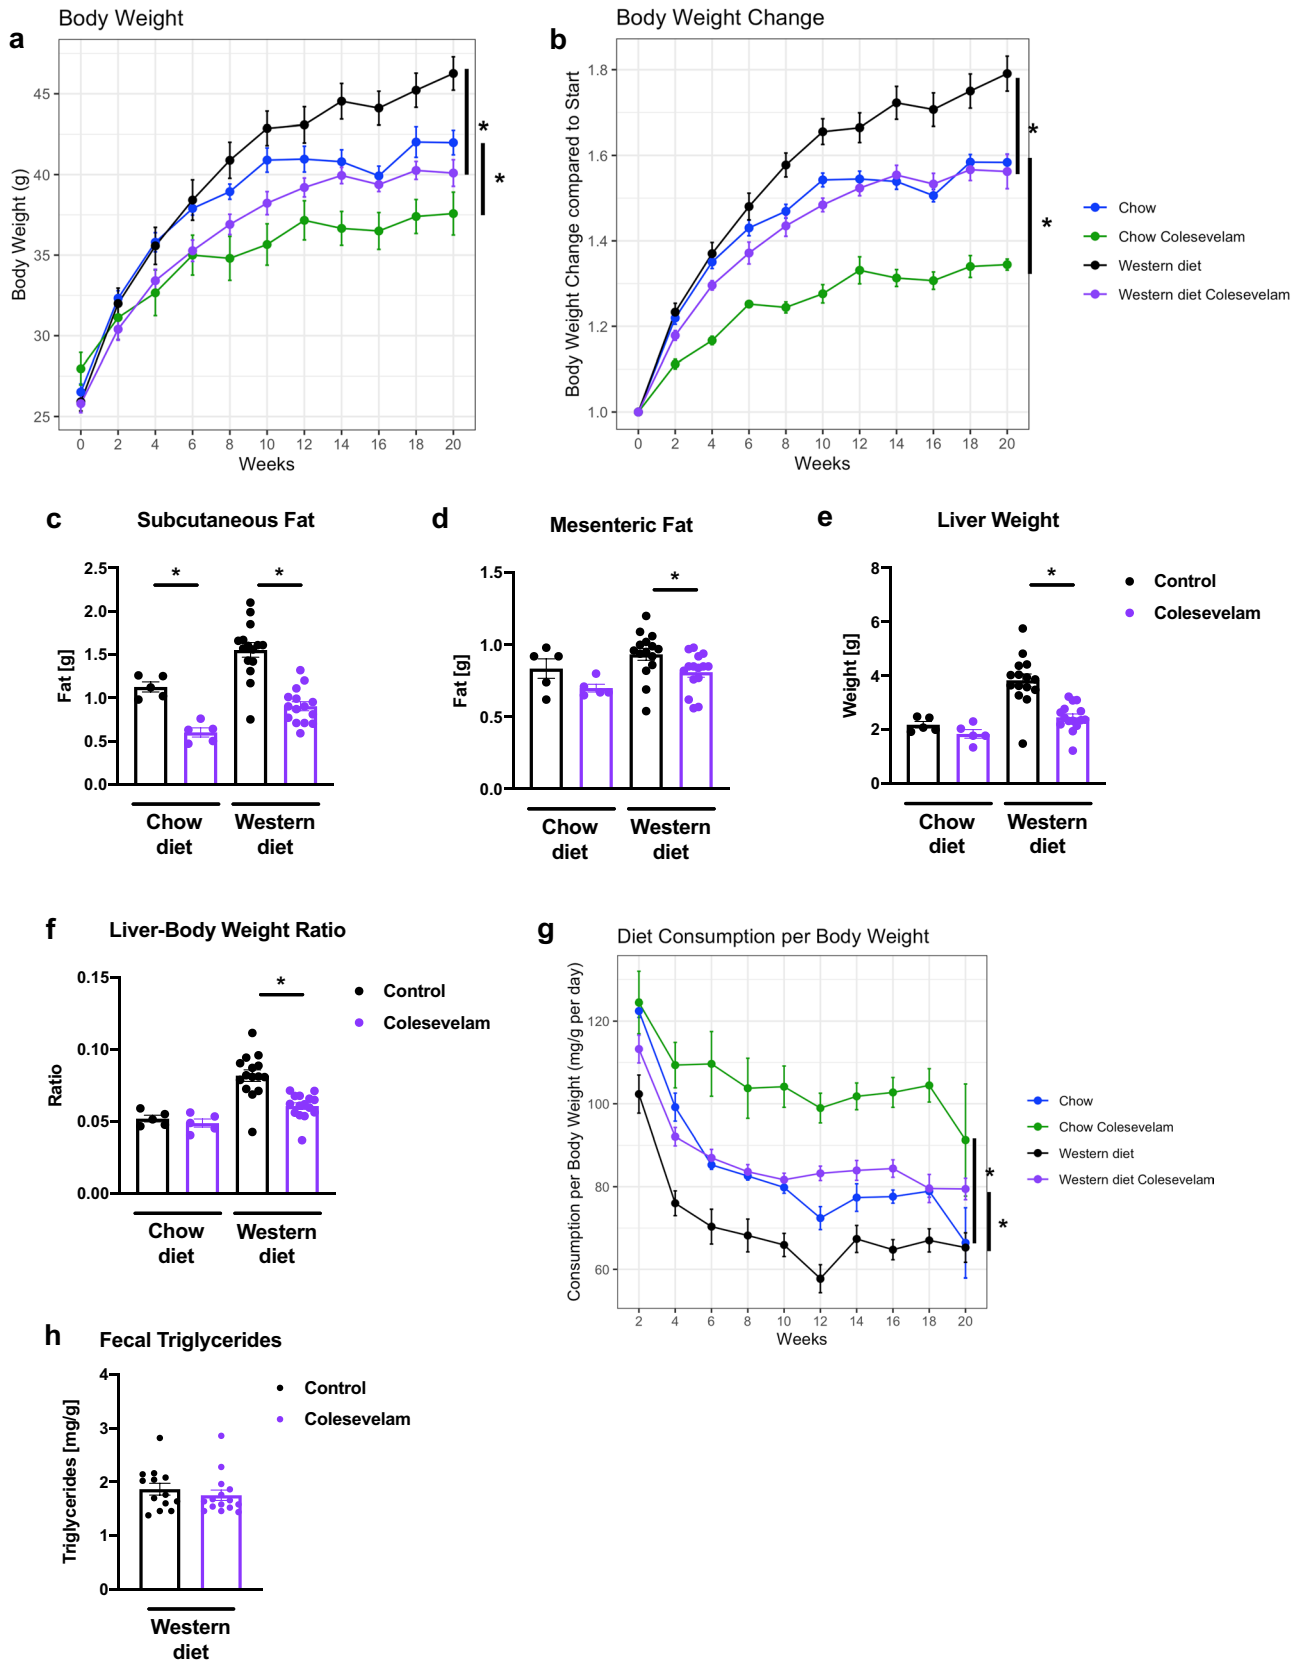 a
Body Weight
Body Weight (g)
45
40
35
30
25
0 2 4 6 8 10 12 14 16 18 20
Weeks
*
*
b
Body Weight Change
Body Weight Change compared to Start
1.8
1.6
1.4
1.2
1.0
0 2 4 6 8 10 12 14 16 18 20
Weeks
*
*
Chow
Chow Colesevelam
Western diet
Western diet Colesevelam
c
Subcutaneous Fat
Fat [g]
2.5
2.0
1.5
1.0
0.5
0.0
*
*
Chow
diet
Western
diet
d
Mesenteric Fat
Fat [g]
1.5
1.0
0.5
0.0
*
Chow
diet
Western
diet
e
Liver Weight
Weight [g]
8
6
4
2
0
*
Chow
diet
Western
diet
Control
Colesevelam
f
Liver-Body Weight Ratio
Ratio
0.15
0.10
0.05
0.00
*
Chow
diet
Western
diet
Control
Colesevelam
g
Diet Consumption per Body Weight
Consumption per Body Weight (mg/g per day)
120
100
80
60
2 4 6 8 10 12 14 16 18 20
Weeks
*
*
Chow
Chow Colesevelam
Western diet
Western diet Colesevelam
h
Fecal Triglycerides
Triglycerides [mg/g]
4
3
2
1
0
Western
diet
Control
Colesevelam